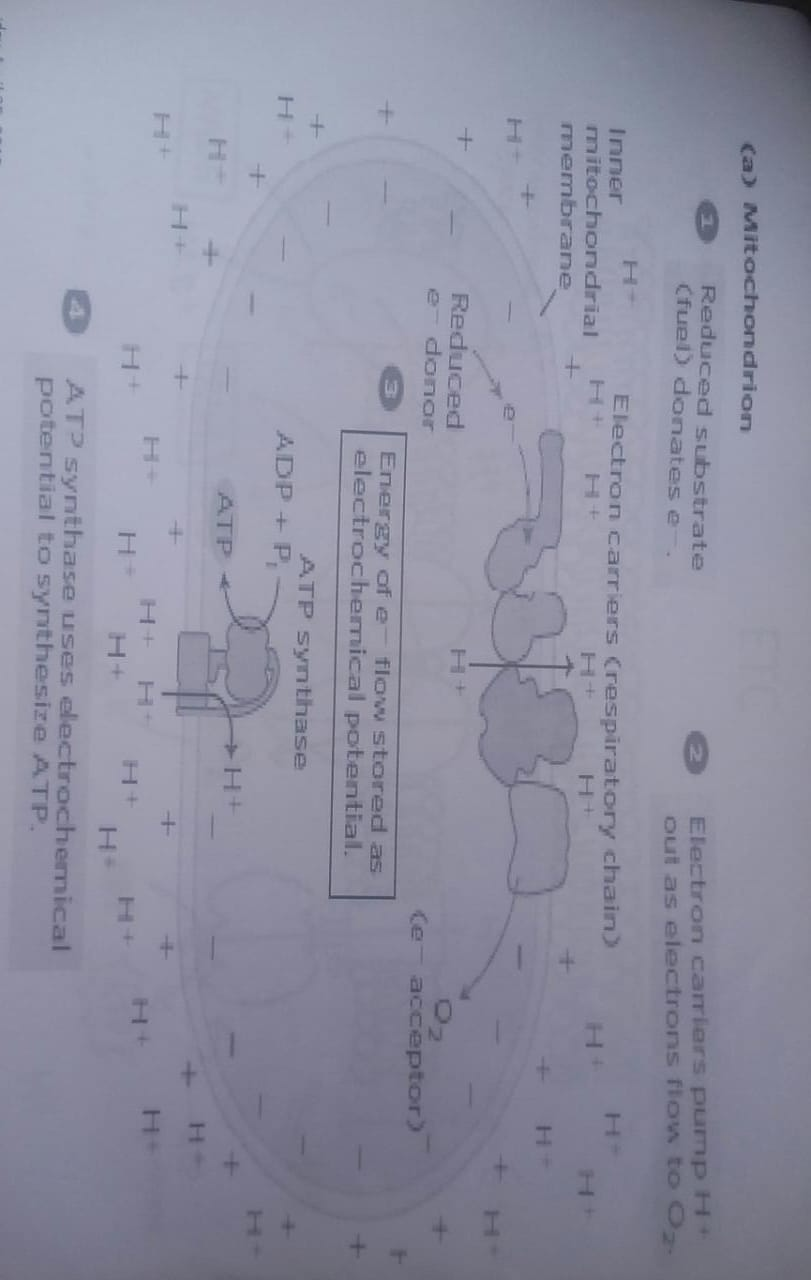 (a) Mitochondrion
1 Reduced substrate
(fuel) donates e⁻.
2 Electron carriers pump H⁺
out as electrons flow to O₂.
Inner
mitochondrial
membrane
Electron carriers (respiratory chain)
H⁺ H⁺ H⁺ H⁺ H⁺ H⁺ H⁺
H⁺ H⁺ H⁺ H⁺
e⁻
Reduced
e⁻ donor
H⁺
O₂
(e⁻ acceptor)
3 Energy of e⁻ flow stored as
electrochemical potential.
ATP synthase
ADP + Pᵢ
ATP
H⁺
H⁺ H⁺ H⁺ H⁺ H⁺ H⁺
H⁺ H⁺ H⁺ H⁺ H⁺ H⁺ H⁺
H⁺ H⁺ H⁺ H⁺ H⁺
4 ATP synthase uses electrochemical
potential to synthesize ATP.